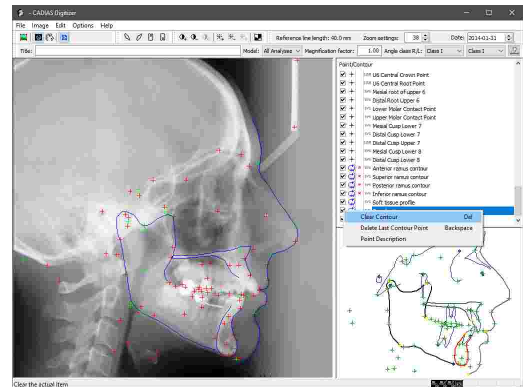 - CADIAS Digitizer
File Image Edit Options Help
Reference line length: 40.0 mm Zoom settings: 38 Date: 2014-01-31
Title: Model: All Analyses Magnification factor: 1.00 Angle class R/L: Class I Class I
Point/Contour
U6 Central Crown Point
Mesial root of upper 6
Distal Root Upper 6
Lower Molar Contact Point
Upper Molar Contact Point
Mesial Cusp Lower 7
Distal Cusp Lower 7
Distal Cusp Upper 7
Mesial Cusp Lower 8
Distal Cusp Lower 8
Anterior ramus contour
Superior ramus contour
Posterior ramus contour
Inferior ramus contour
Soft tissue profile
Clear Contour Del
Delete Last Contour Point Backspace
Point Description
Clear the actual item